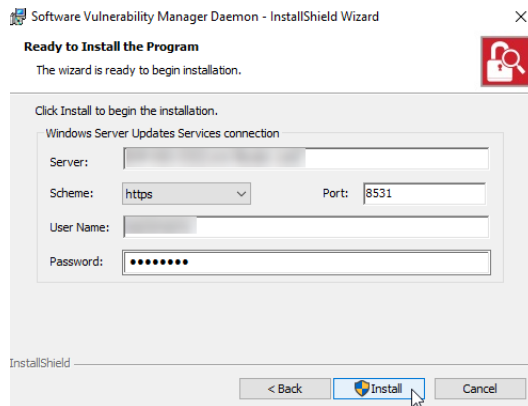 Software Vulnerability Manager Daemon - InstallShield Wizard
Ready to Install the Program
The wizard is ready to begin installation.
Click Install to begin the installation.
Windows Server Updates Services connection
Server:
Scheme: https Port: 8531
User Name:
Password: ••••••••
InstallShield
< Back Install Cancel